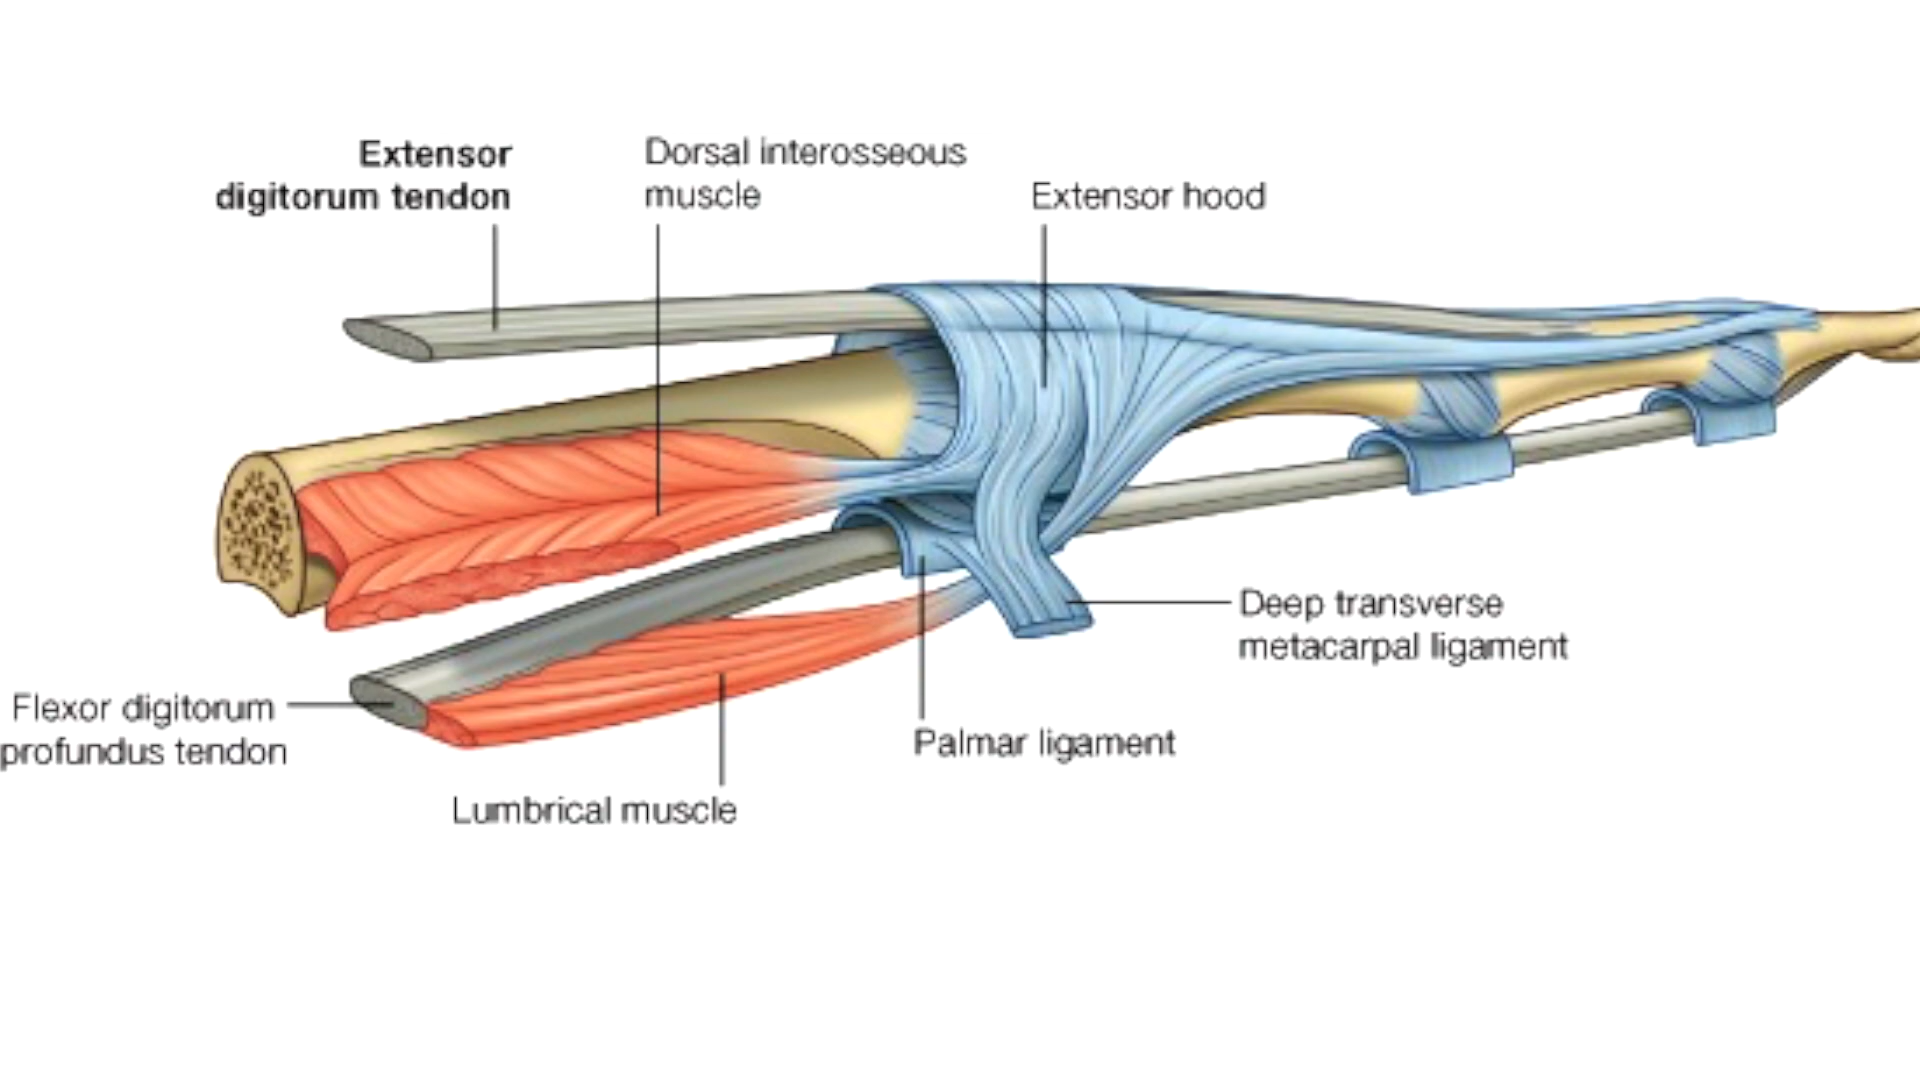 Extensor
digitorum tendon
Dorsal interosseous
muscle
Extensor hood
Deep transverse
metacarpal ligament
Flexor digitorum
profundus tendon
Palmar ligament
Lumbrical muscle